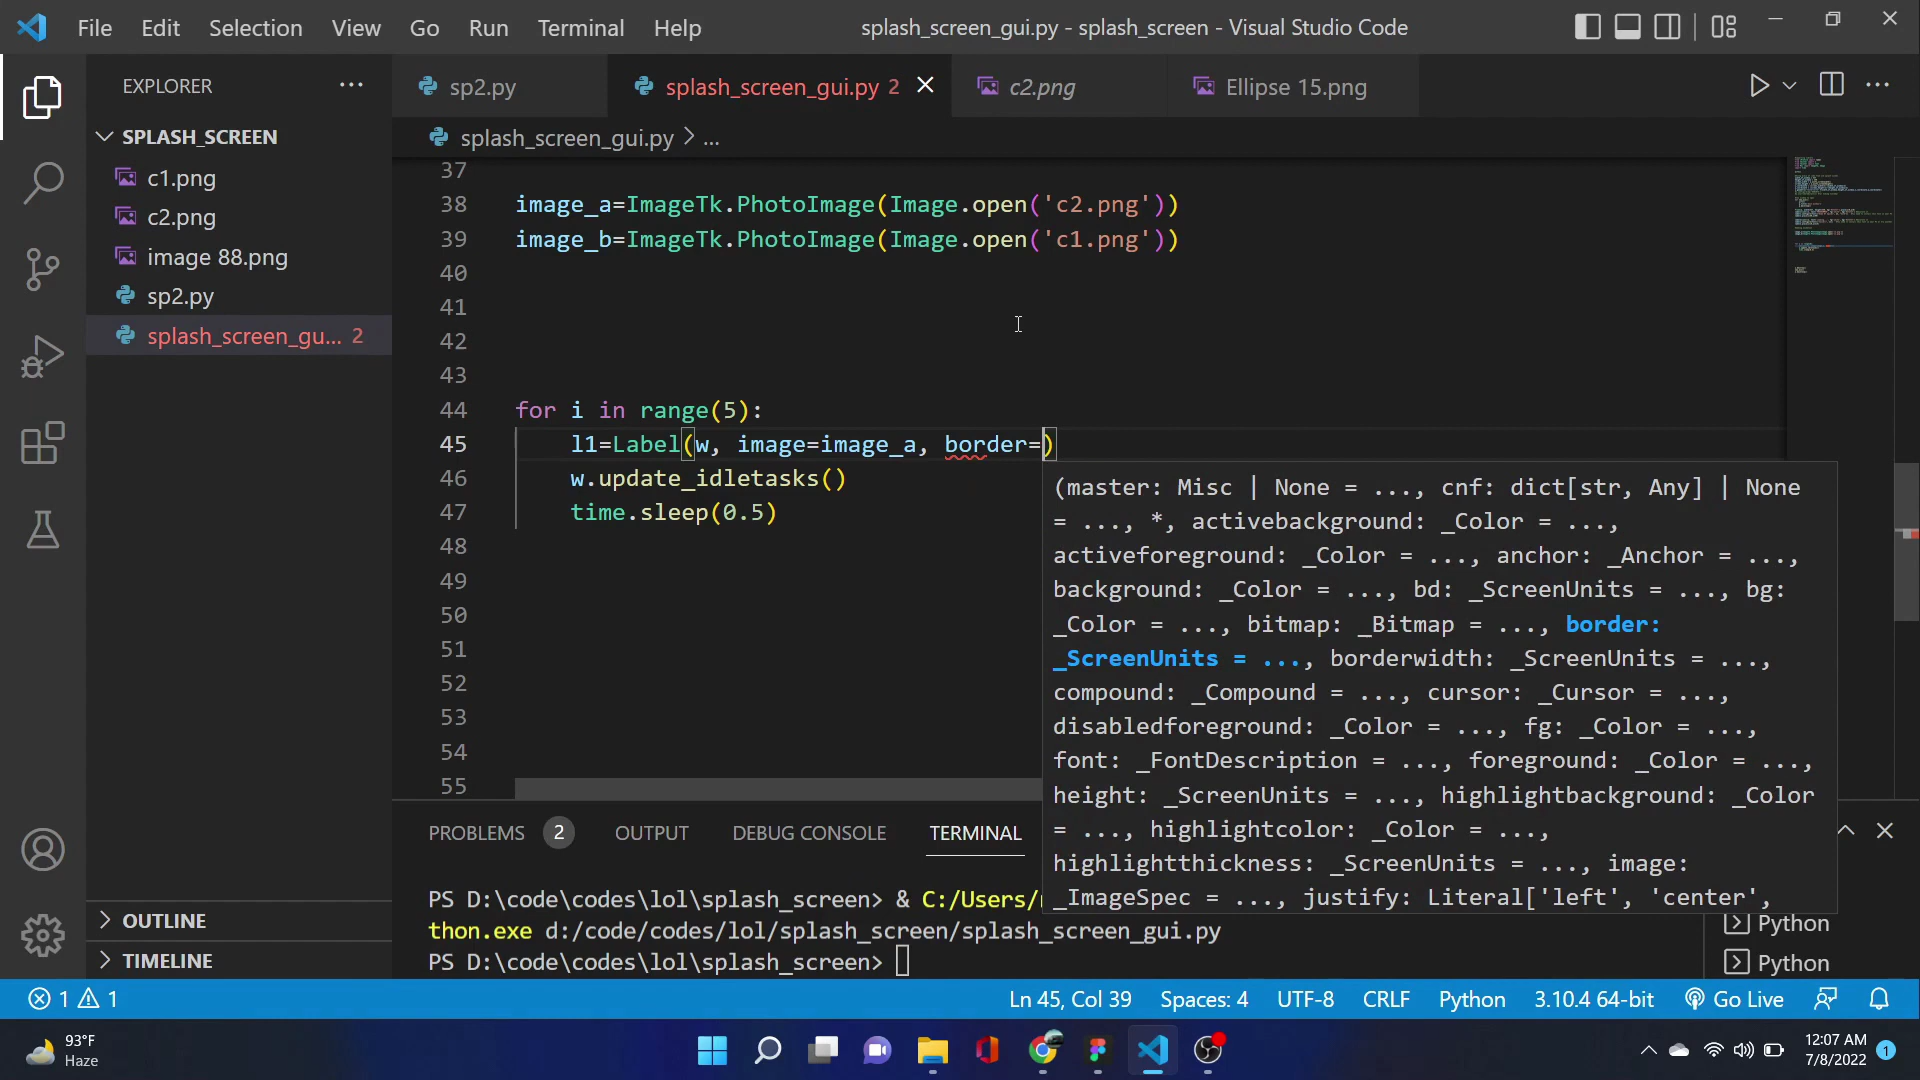 File Edit Selection View Go Run Terminal Help
splash_screen_gui.py - splash_screen - Visual Studio Code
EXPLORER
SPLASH_SCREEN
c1.png
c2.png
image 88.png
sp2.py
splash_screen_gu... 2
OUTLINE
TIMELINE
sp2.py splash_screen_gui.py 2 c2.png Ellipse 15.png
splash_screen_gui.py > ...
37
38 image_a=ImageTk.PhotoImage(Image.open('c2.png'))
39 image_b=ImageTk.PhotoImage(Image.open('c1.png'))
40
41
42
43
44 for i in range(5):
45 l1=Label(w, image=image_a, border=)
46 w.update_idletasks()
47 time.sleep(0.5)
48
49
50
51
52
53
54
55
(master: Misc | None = ..., cnf: dict[str, Any] | None
= ..., *, activebackground: _Color = ...,
activeforeground: _Color = ..., anchor: _Anchor = ...,
background: _Color = ..., bd: _ScreenUnits = ..., bg:
_Color = ..., bitmap: _Bitmap = ..., border:
_ScreenUnits = ..., borderwidth: _ScreenUnits = ...,
compound: _Compound = ..., cursor: _Cursor = ...,
disabledforeground: _Color = ..., fg: _Color = ...,
font: _FontDescription = ..., foreground: _Color = ...,
height: _ScreenUnits = ..., highlightbackground: _Color
= ..., highlightcolor: _Color = ...,
highlightthickness: _ScreenUnits = ..., image:
_ImageSpec = ..., justify: Literal['left', 'center',
PROBLEMS 2 OUTPUT DEBUG CONSOLE TERMINAL
PS D:\code\codes\lol\splash_screen> & C:/Users/
thon.exe d:/code/codes/lol/splash_screen/splash_screen_gui.py
PS D:\code\codes\lol\splash_screen>
Python
Python
1 1 Ln 45, Col 39 Spaces: 4 UTF-8 CRLF Python 3.10.4 64-bit Go Live
93°F
Haze
12:07 AM
7/8/2022
1